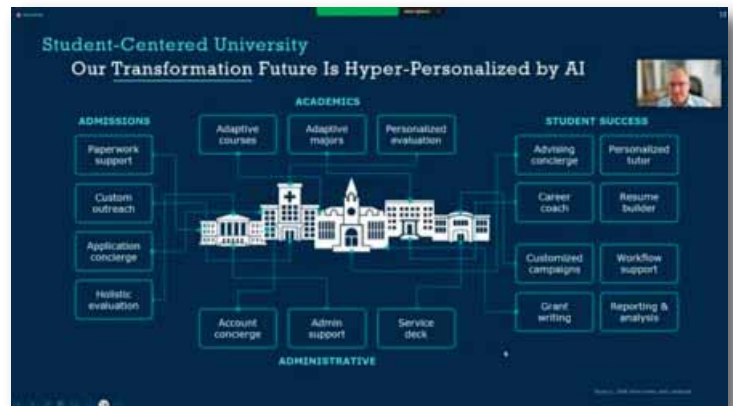 Student-Centered University
Our Transformation Future Is Hyper-Personalized by AI
ACADEMICS
ADMISSIONS
STUDENT SUCCESS
Adaptive
courses
Adaptive
majors
Personalized
evaluation
Paperwork
support
Custom
outreach
Application
concierge
Holistic
evaluation
Advising
concierge
Personalized
tutor
Career
coach
Resume
builder
Customized
campaigns
Workflow
support
Grant
writing
Reporting &
analysis
Account
concierge
Admin
support
Service
deck
ADMINISTRATIVE